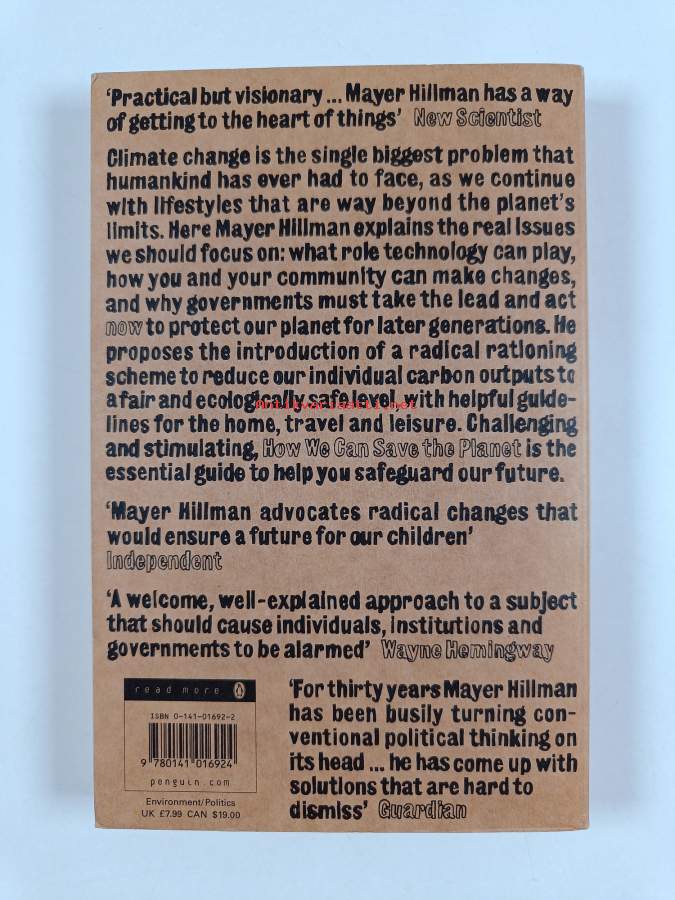 ‘Practical but visionary ... Mayer Hillman has a way
of getting to the heart of things’ New Scientist
Climate change is the single biggest problem that
humankind has ever had to face, as we continue
with lifestyles that are way beyond the planet's
limits. Here Mayer Hillman explains the real issues
we should focus on: what role technology can play,
how you and your community can make changes,
and why governments must take the lead and act
now to protect our planet for later generations. He
proposes the introduction of a radical rationing
scheme to reduce our individual carbon outputs to
a fair and ecologically safe level, with helpful guide-
Antikvariaatti.net
lines for the home, travel and leisure. Challenging
and stimulating, How We Can Save the Planet is the
essential guide to help you safeguard our future.
‘Mayer Hillman advocates radical changes that
would ensure a future for our children’
Independent
‘A welcome, well-explained approach to a subject
that should cause individuals, institutions and
governments to be alarmed’ Wayne Hemingway
‘For thirty years Mayer Hillman
has been busily turning con-
ventional political thinking on
its head ... he has come up with
solutions that are hard to
dismiss’ Guardian
read more
ISBN 0-141-01692-2
9 780141 016924
penguin.com
Environment/Politics
UK £7.99 CAN $19.00